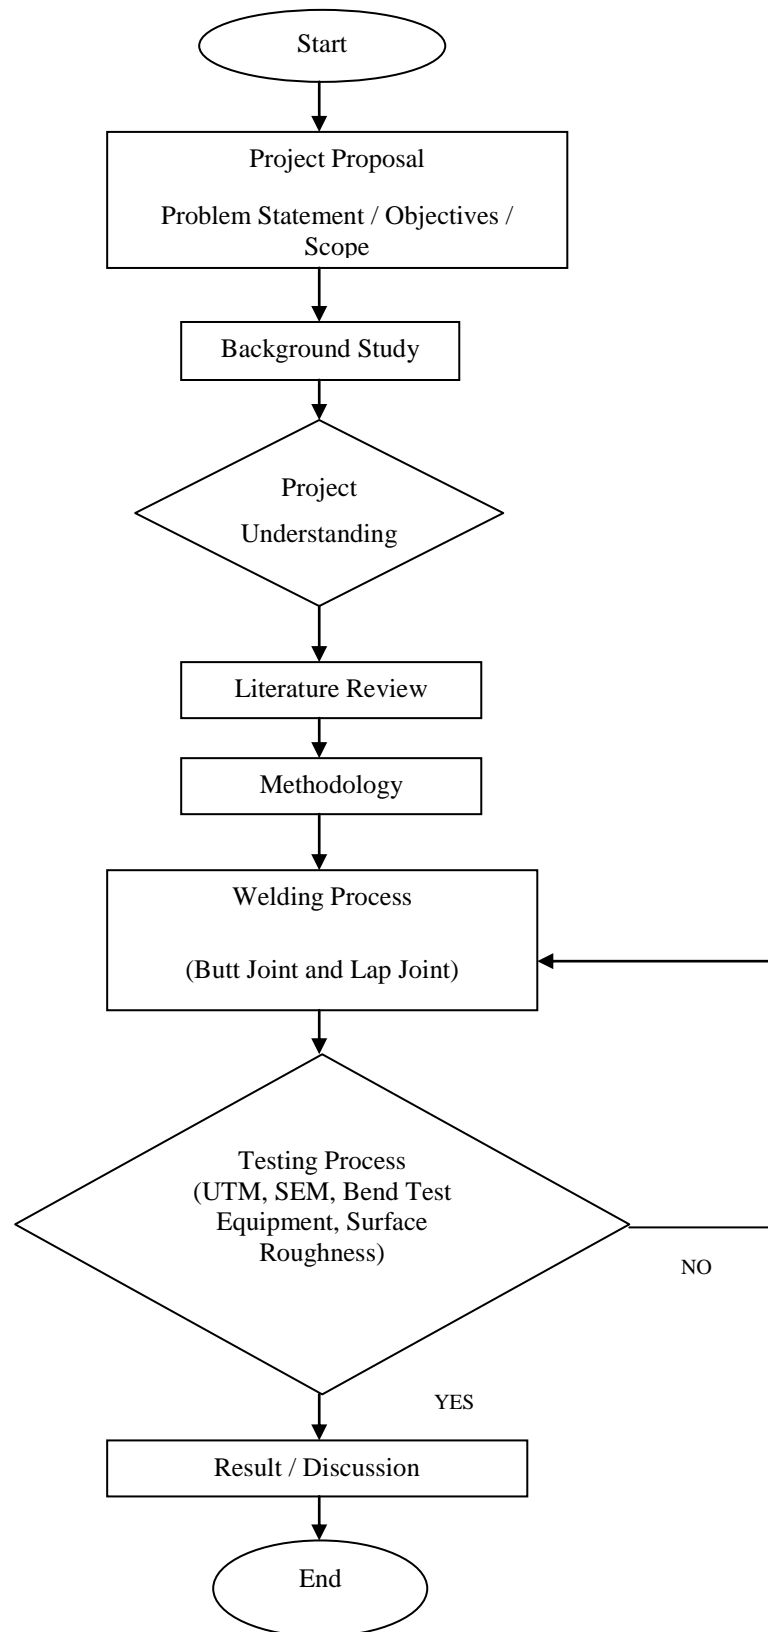 Start
Project Proposal
Problem Statement / Objectives /
Scope
Background Study
Project
Understanding
Literature Review
Methodology
Welding Process
(Butt Joint and Lap Joint)
Testing Process
(UTM, SEM, Bend Test
Equipment, Surface
Roughness)
NO
YES
Result / Discussion
End